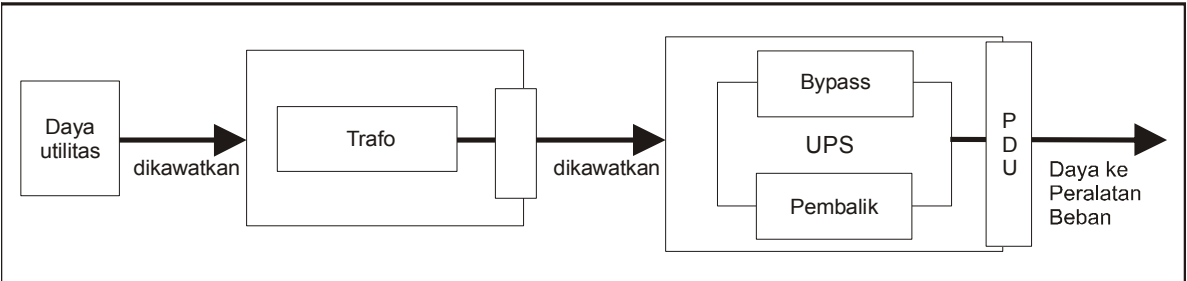 Daya
utilitas
dikawatkan
Trafo
dikawatkan
Bypass
UPS
Pembalik
P
D
U
Daya ke
Peralatan
Beban